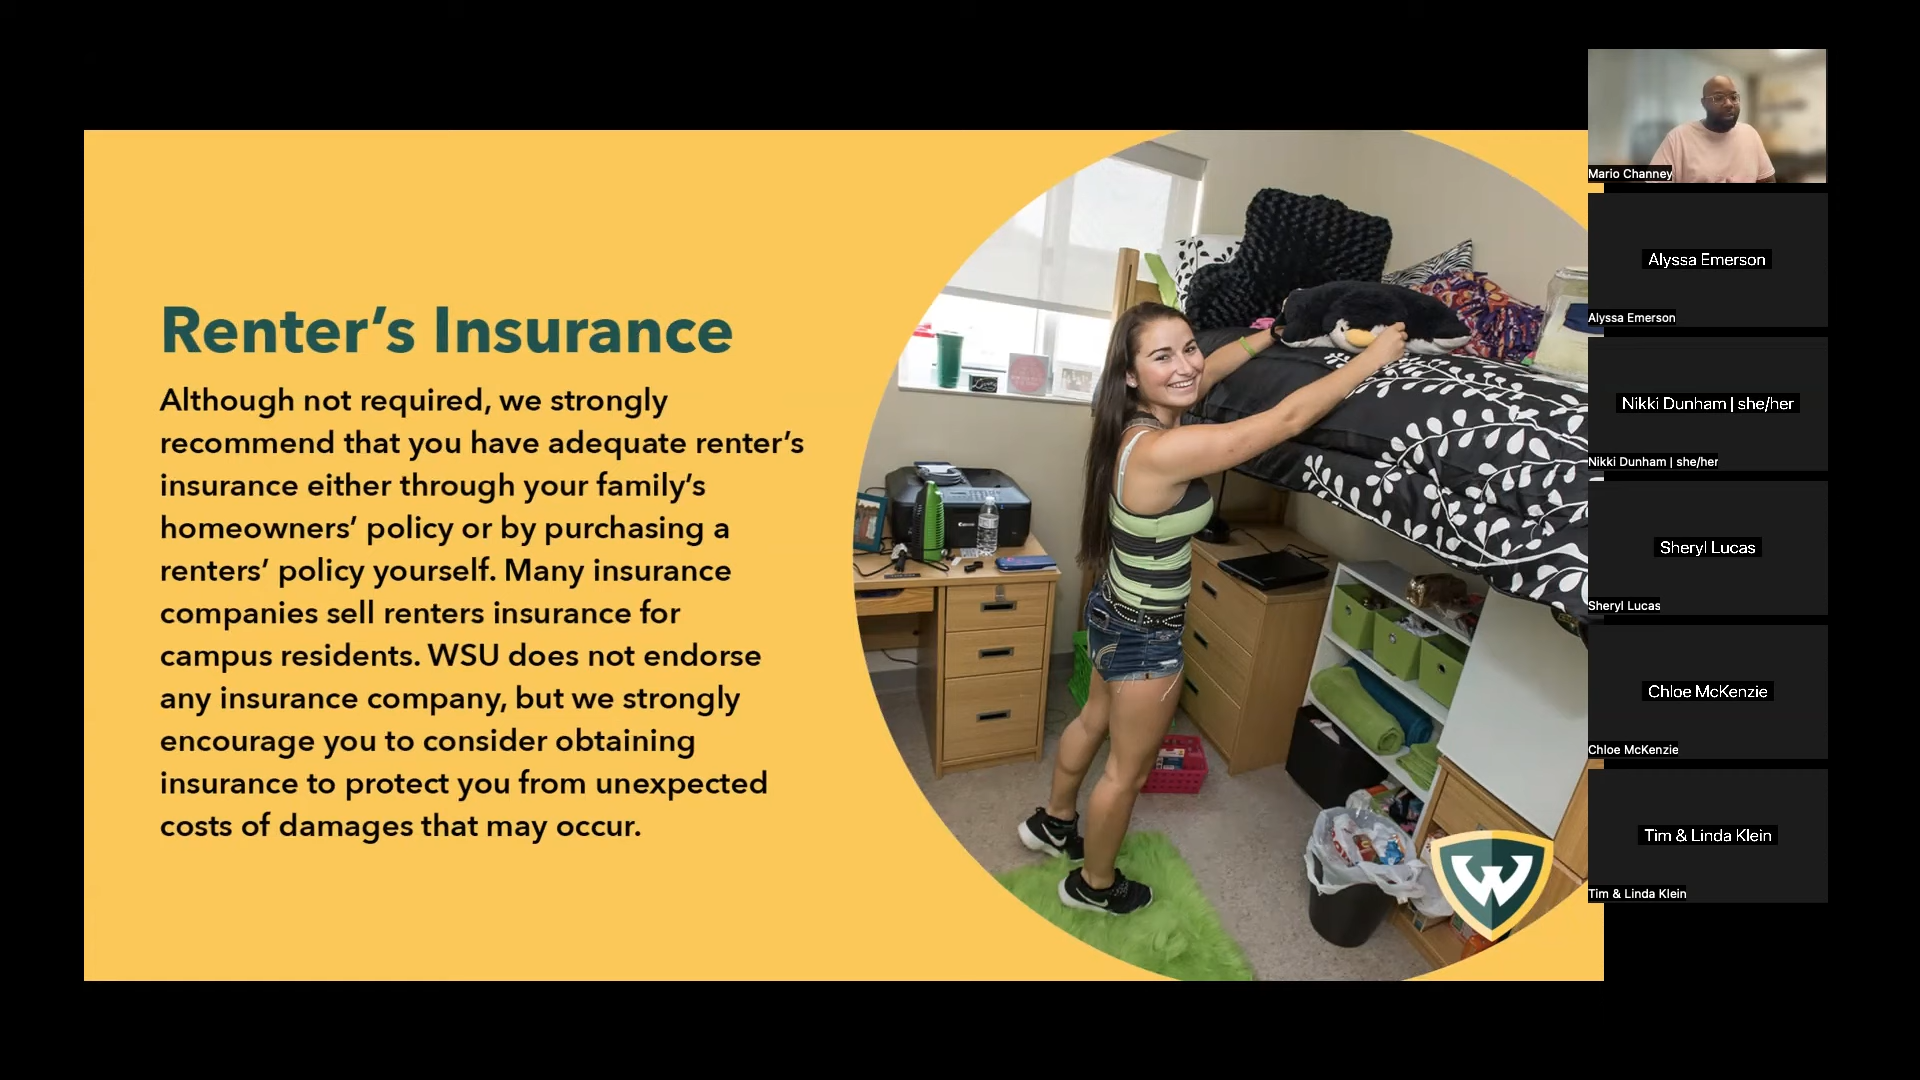 Renter’s Insurance
Although not required, we strongly
recommend that you have adequate renter’s
insurance either through your family’s
homeowners’ policy or by purchasing a
renters’ policy yourself. Many insurance
companies sell renters insurance for
campus residents. WSU does not endorse
any insurance company, but we strongly
encourage you to consider obtaining
insurance to protect you from unexpected
costs of damages that may occur.
W
Mario Channey
Alyssa Emerson
Alyssa Emerson
Nikki Dunham | she/her
Nikki Dunham | she/her
Sheryl Lucas
Sheryl Lucas
Chloe McKenzie
Chloe McKenzie
Tim & Linda Klein
Tim & Linda Klein